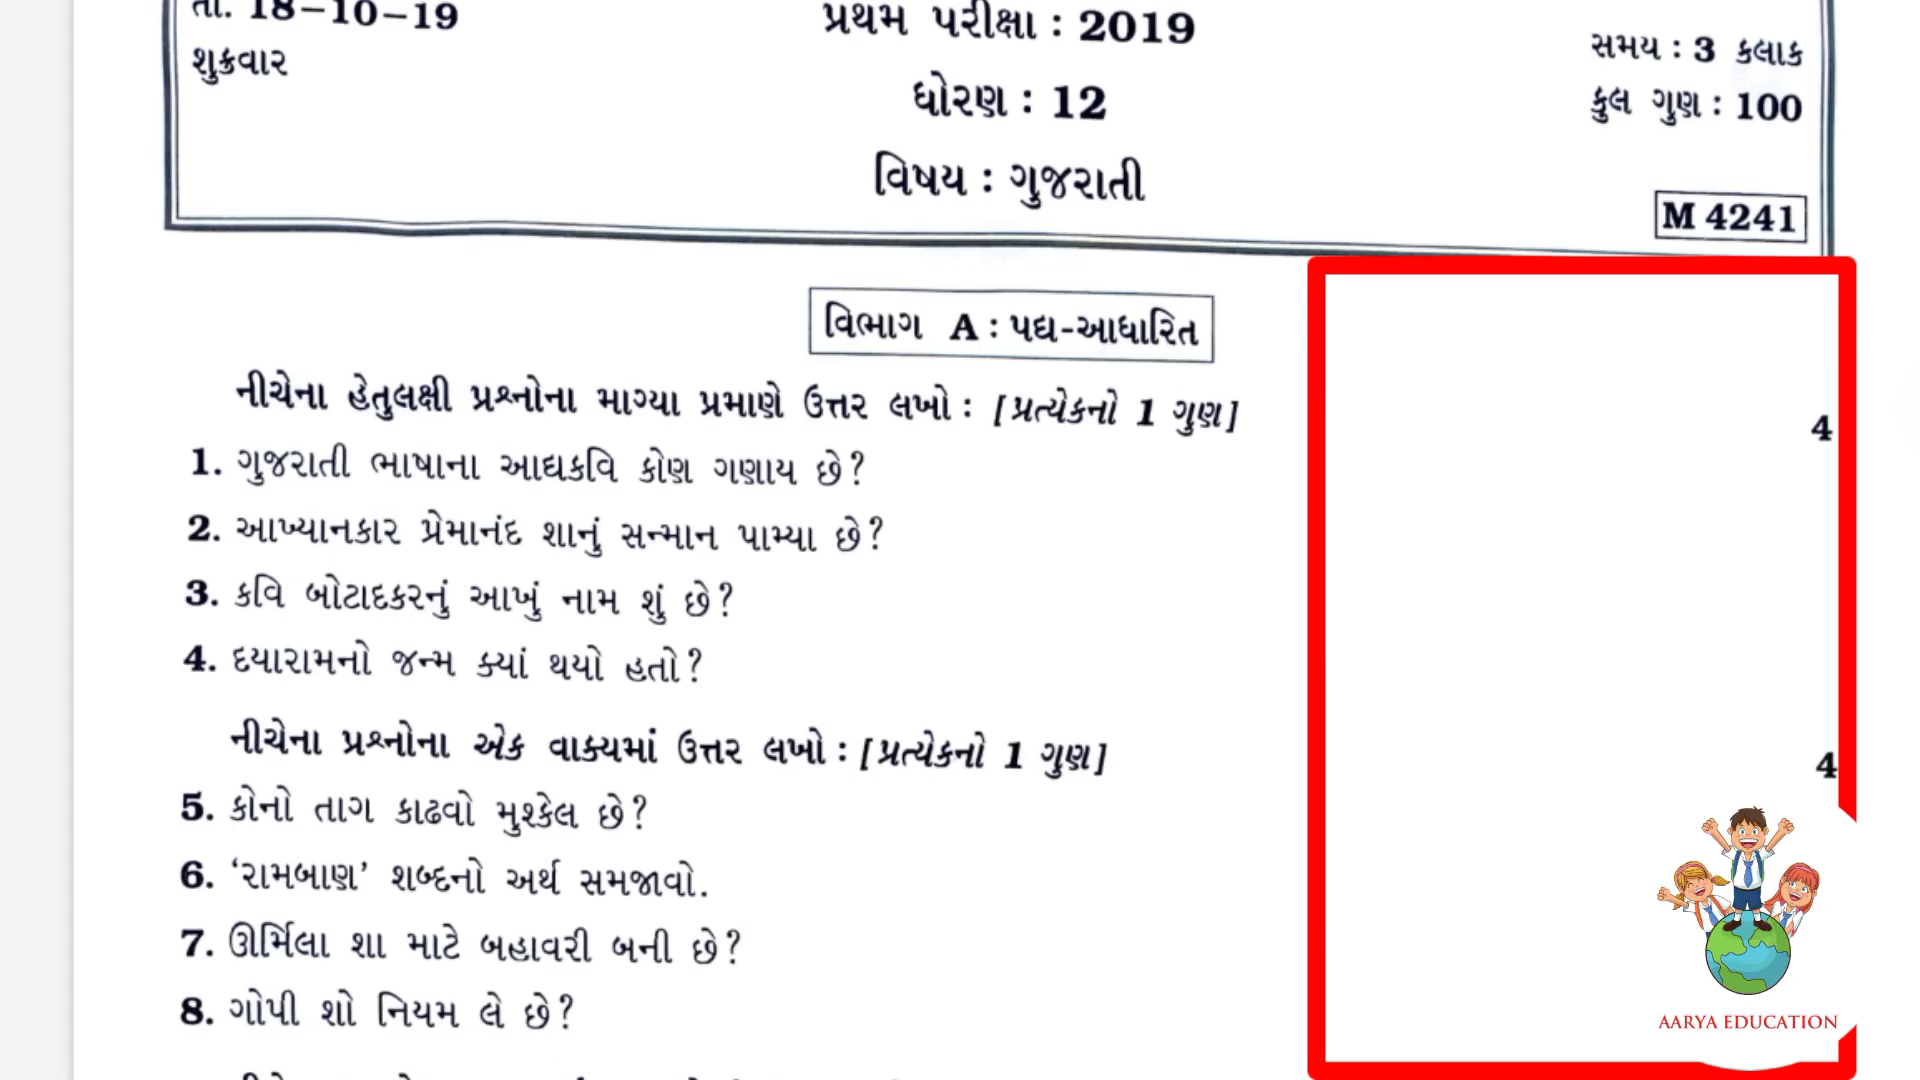 તા. 18-10-19
પ્રથમ પરીક્ષા : 2019
સમય : 3 કલાક
શુક્રવાર
ધોરણ : 12
કુલ ગુણ : 100
વિષય : ગુજરાતી
M 4241
વિભાગ A : પદ્ય-આધારિત
નીચેના હેતુલક્ષી પ્રશ્નોના માગ્યા પ્રમાણે ઉત્તર લખો : [પ્રત્યેકનો 1 ગુણ] 4
1. ગુજરાતી ભાષાના આદ્યકવિ કોણ ગણાય છે?
2. આખ્યાનકાર પ્રેમાનંદ શાનું સન્માન પામ્યા છે?
3. કવિ બોટાદકરનું આખું નામ શું છે?
4. દયારામનો જન્મ ક્યાં થયો હતો?
નીચેના પ્રશ્નોના એક વાક્યમાં ઉત્તર લખો : [પ્રત્યેકનો 1 ગુણ] 4
5. કોનો તાગ કાઢવો મુશ્કેલ છે?
6. ‘રામબાણ’ શબ્દનો અર્થ સમજાવો.
7. ઊર્મિલા શા માટે બહાવરી બની છે?
8. ગોપી શો નિયમ લે છે?
AARYA EDUCATION